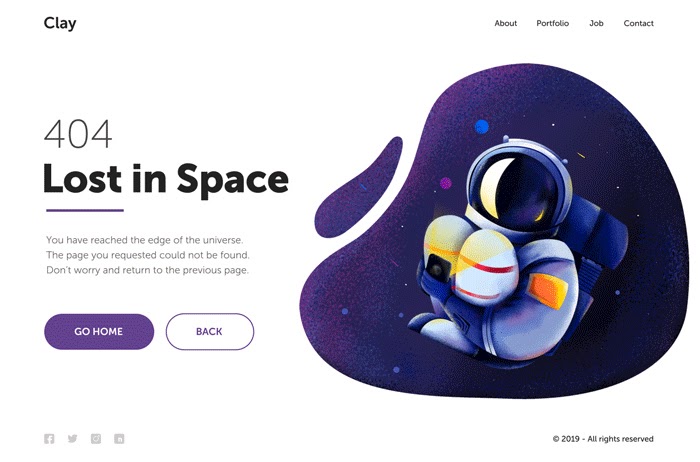 Clay
About
Portfolio
Job
Contact
404
Lost in Space
You have reached the edge of the universe.
The page you requested could not be found.
Don't worry and return to the previous page.
GO HOME
BACK
© 2019 - All rights reserved